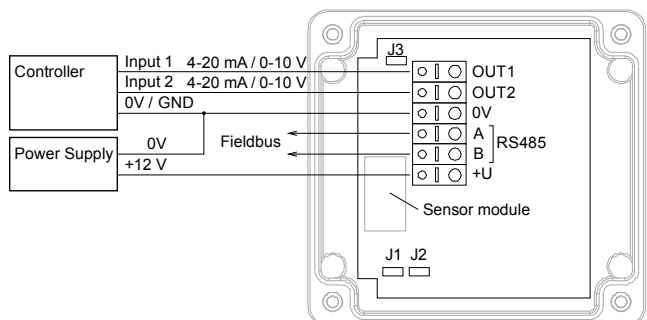 Controller
Input 1 4-20 mA / 0-10 V
Input 2 4-20 mA / 0-10 V
0V / GND
Power Supply
0V
+12 V
Fieldbus
J3
OUT1
OUT2
0V
A
B
RS485
+U
Sensor module
J1 J2